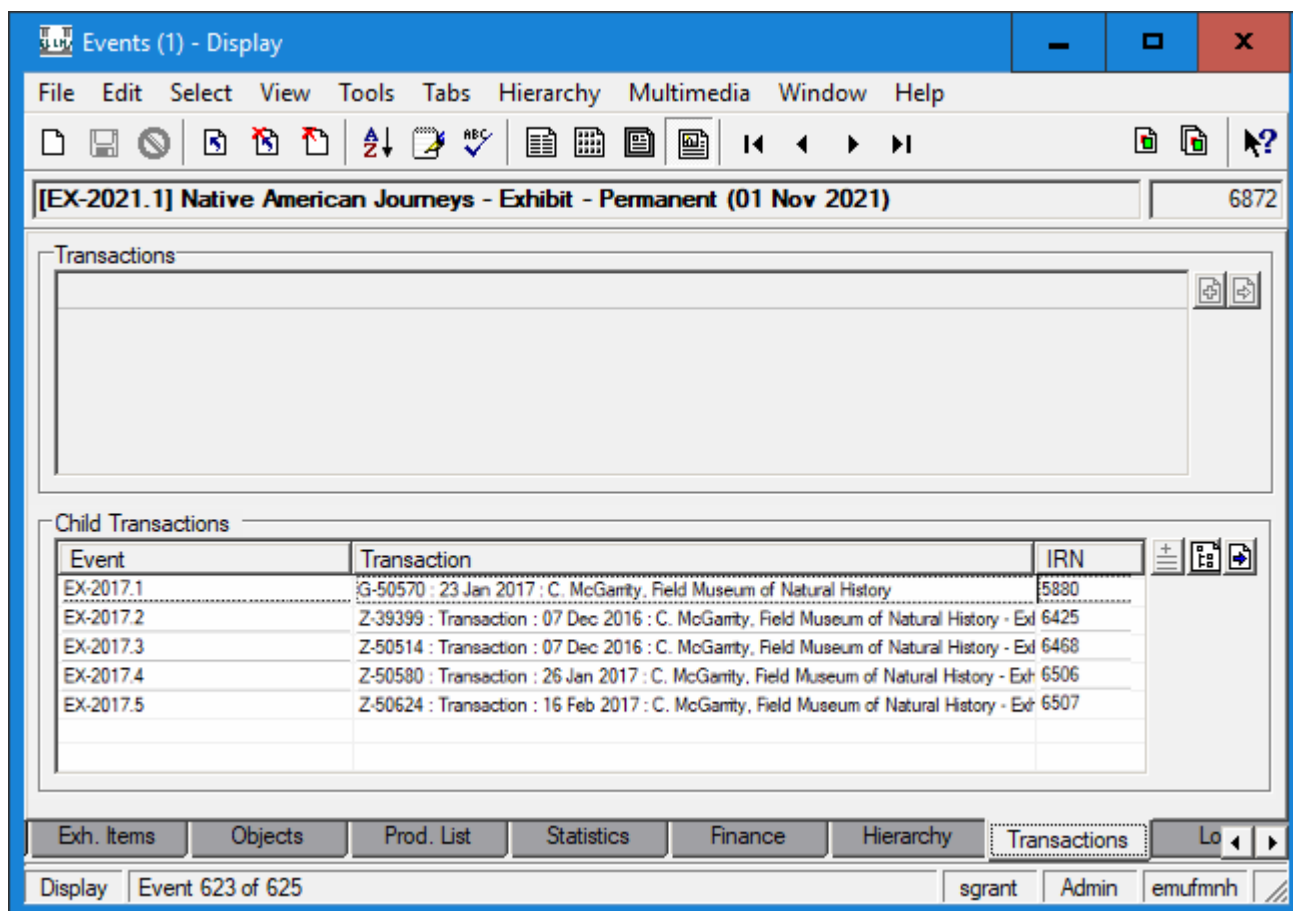 Events (1) - Display
File Edit Select View Tools Tabs Hierarchy Multimedia Window Help
[EX-2021.1] Native American Journeys - Exhibit - Permanent (01 Nov 2021) 6872
Transactions
Child Transactions
Event Transaction IRN
EX-2017.1 G-50570 : 23 Jan 2017 : C. McGarrity, Field Museum of Natural History 5880
EX-2017.2 Z-39399 : Transaction : 07 Dec 2016 : C. McGarrity, Field Museum of Natural History - Exl 6425
EX-2017.3 Z-50514 : Transaction : 07 Dec 2016 : C. McGarrity, Field Museum of Natural History - Exl 6468
EX-2017.4 Z-50580 : Transaction : 26 Jan 2017 : C. McGarrity, Field Museum of Natural History - Exh 6506
EX-2017.5 Z-50624 : Transaction : 16 Feb 2017 : C. McGarrity, Field Museum of Natural History - Exh 6507
Exh. Items Objects Prod. List Statistics Finance Hierarchy Transactions Lo
Display Event 623 of 625 sgrant Admin emufmnh